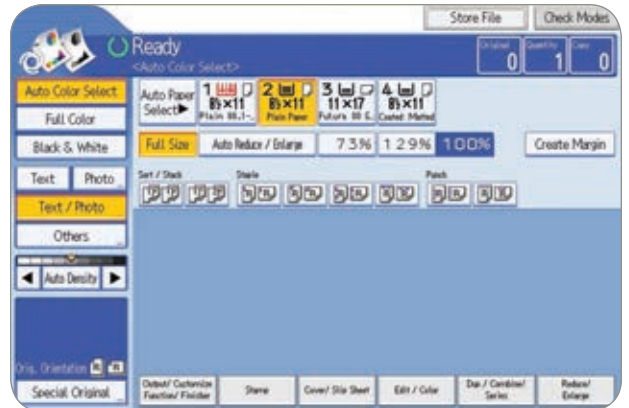 Store File
Check Modes
Ready
<Auto Color Select>
Original Quantity Copy
0 1 0
Auto Color Select
Full Color
Black & White
Text Photo
Text / Photo
Others
Auto Density
Orig. Orientation
Special Original
Auto Paper Select▶
1 8½×11
2 8½×11 Plain Paper
3 11×17
4 8½×11
Full Size Auto Reduce / Enlarge 73% 129% 100% Create Margin
Sort / Stack Staple Punch
Output/ Customize Function/ Finisher
Stamp
Cover/ Slip Sheet
Edit / Color
Dup./ Combine/ Series
Reduce/ Enlarge